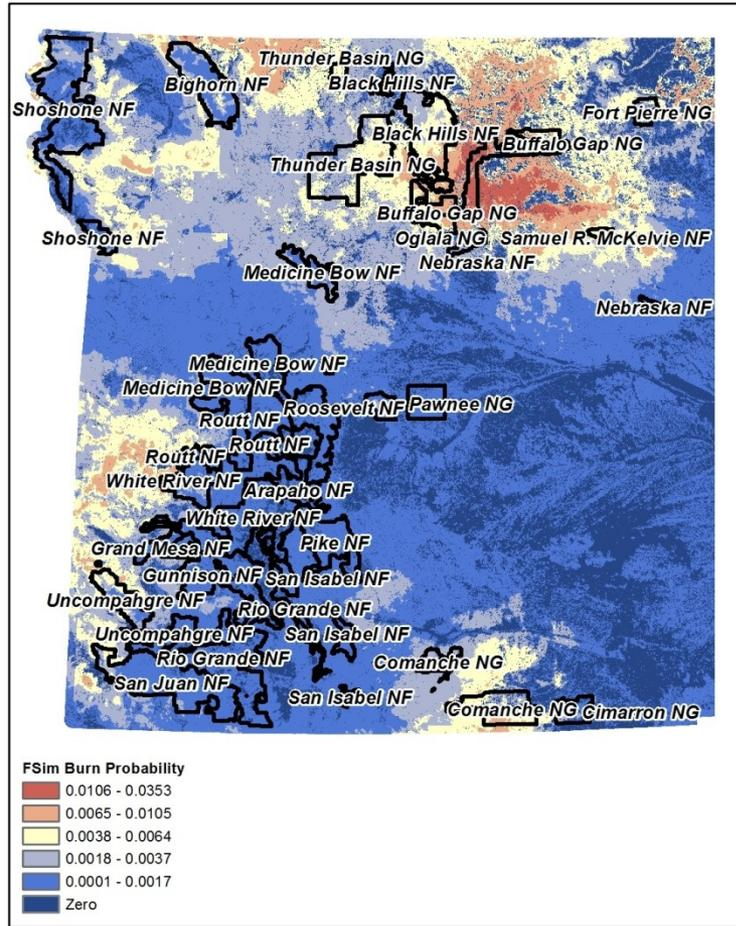 Thunder Basin NG
Black Hills NF
Bighorn NF
Shoshone NF
Fort Pierre NG
Black Hills NF
Buffalo Gap NG
Thunder Basin NG
Buffalo Gap NG
Shoshone NF
Oglala NG
Samuel R. McKelvie NF
Nebraska NF
Medicine Bow NF
Nebraska NF
Medicine Bow NF
Medicine Bow NF
Roosevelt NF
Pawnee NG
Routt NF
Routt NF
Routt NF
White River NF
Arapaho NF
White River NF
Pike NF
Grand Mesa NF
Gunnison NF
San Isabel NF
Uncompahgre NF
Rio Grande NF
Uncompahgre NF
San Isabel NF
Rio Grande NF
Comanche NG
San Juan NF
San Isabel NF
Comanche NG
Cimarron NG
FSim Burn Probability
0.0106 - 0.0353
0.0065 - 0.0105
0.0038 - 0.0064
0.0018 - 0.0037
0.0001 - 0.0017
Zero